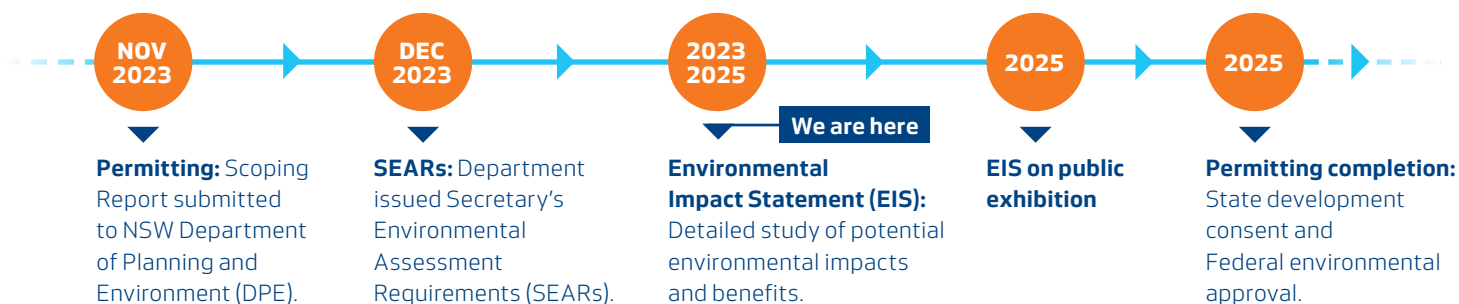 NOV
2023
DEC
2023
2023
2025
2025
2025
We are here
Permitting: Scoping
Report submitted
to NSW Department
of Planning and
Environment (DPE).
SEARs: Department
issued Secretary’s
Environmental
Assessment
Requirements (SEARs).
Environmental
Impact Statement (EIS):
Detailed study of potential
environmental impacts
and benefits.
EIS on public
exhibition
Permitting completion:
State development
consent and
Federal environmental
approval.